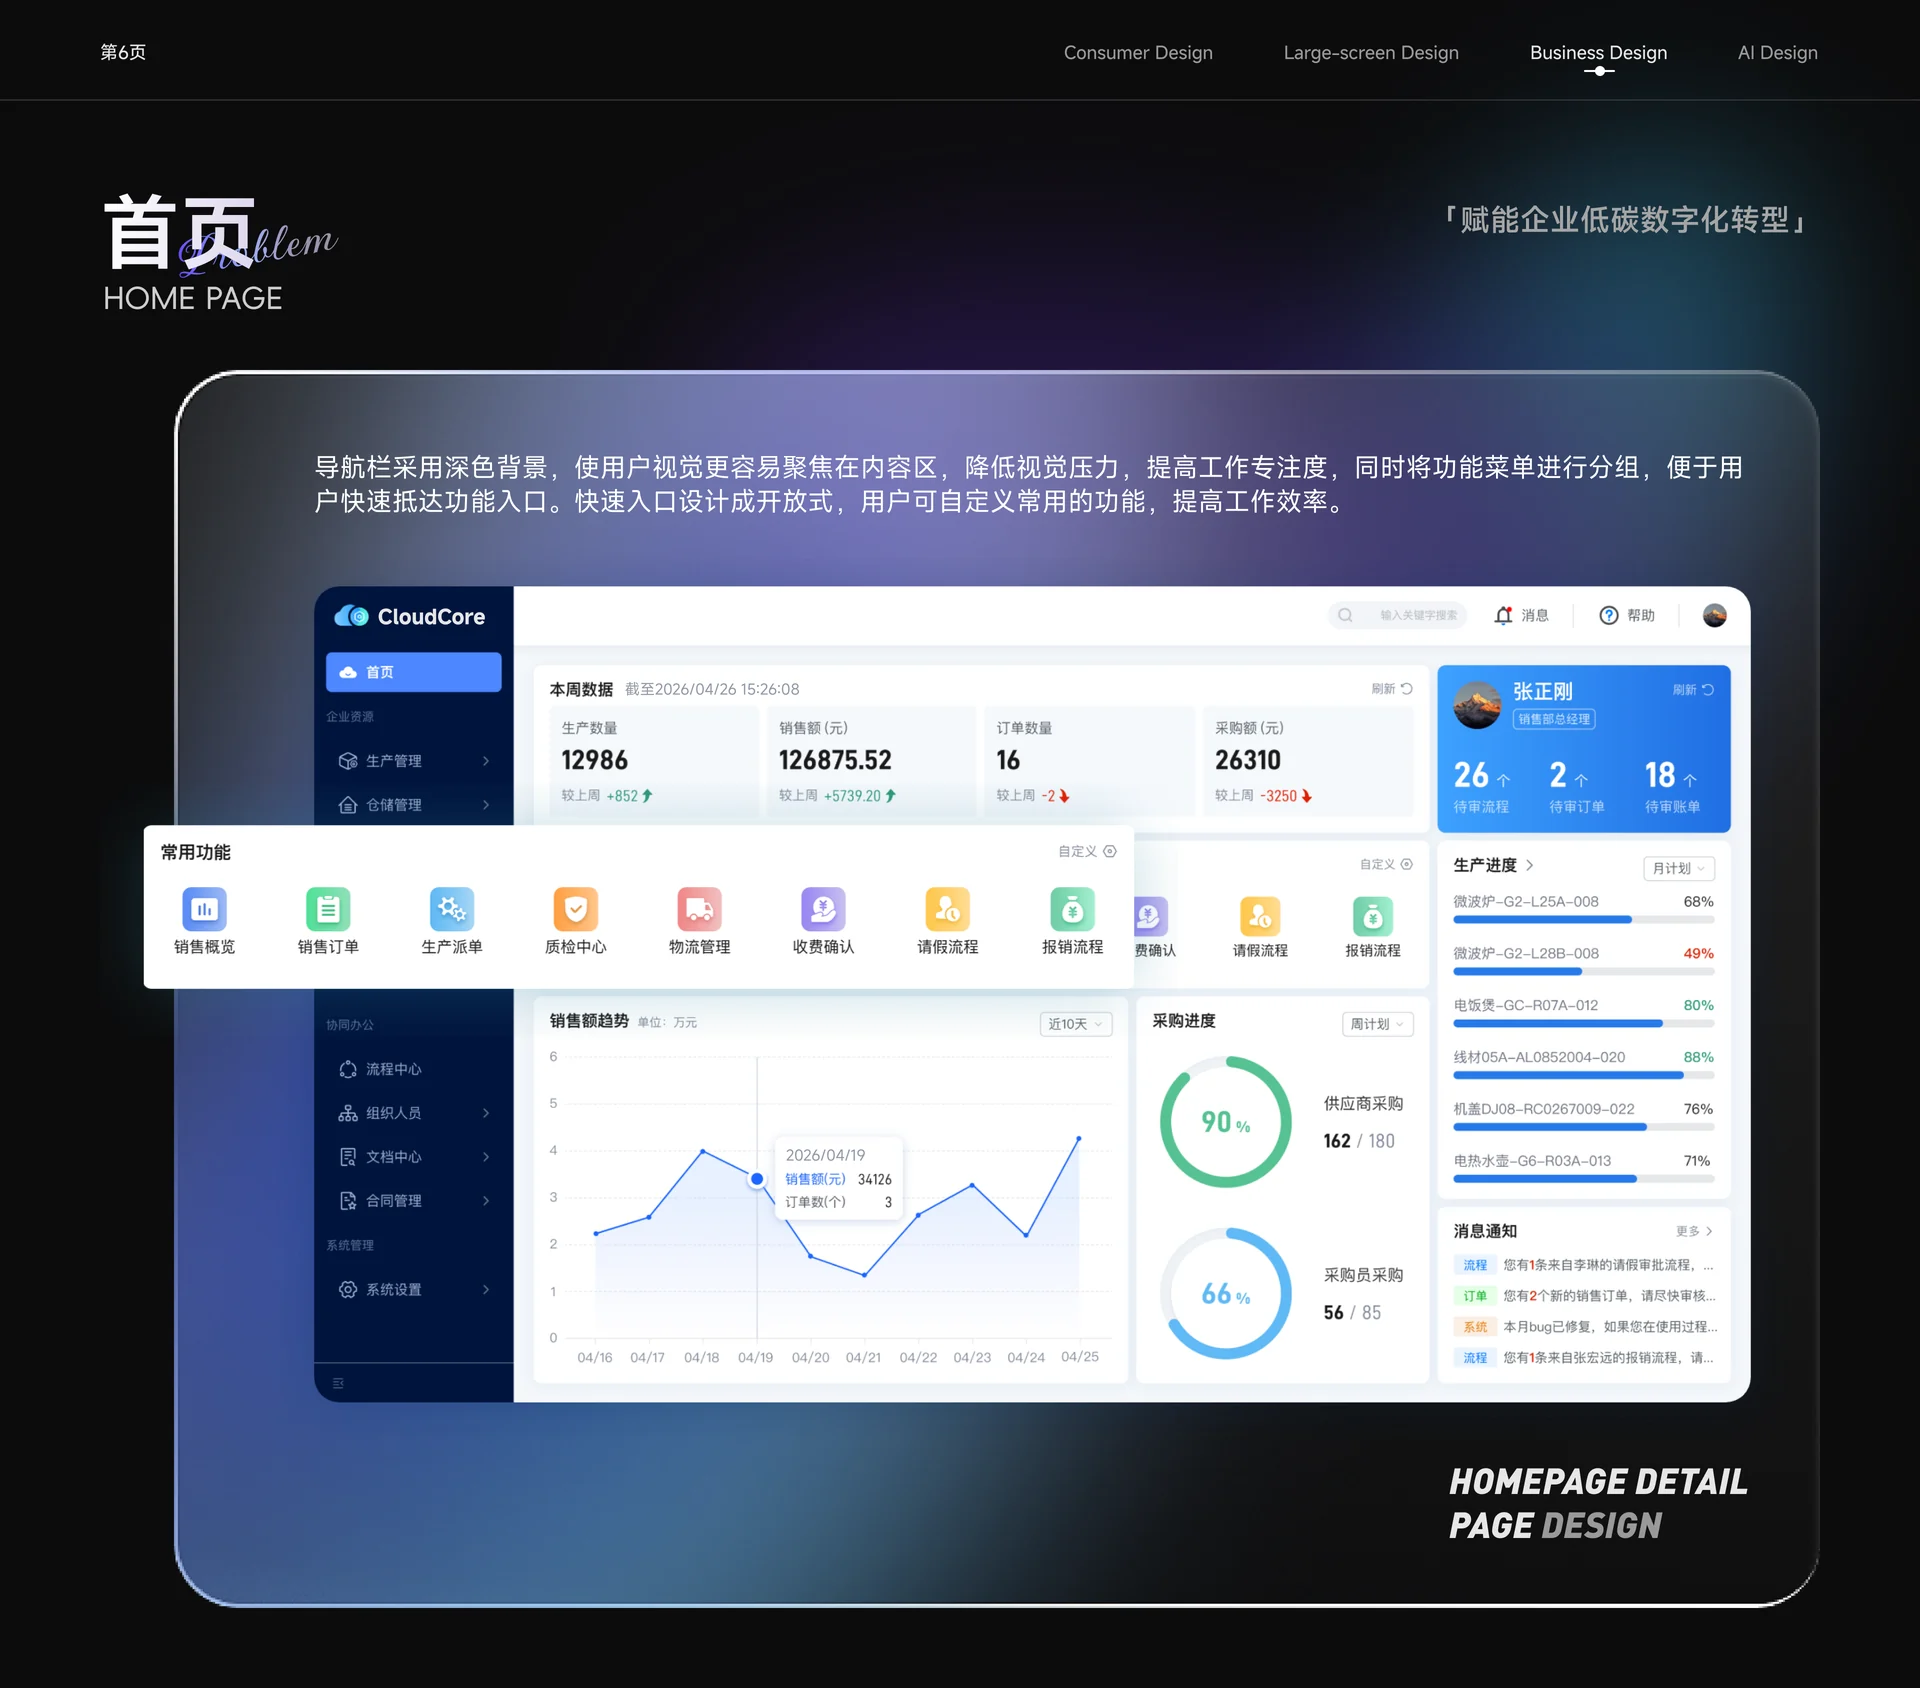 第6页
Consumer Design
Large-screen Design
Business Design
AI Design
首页
Problem
HOME PAGE
「赋能企业低碳数字化转型」
导航栏采用深色背景，使用户视觉更容易聚焦在内容区，降低视觉压力，提高工作专注度，同时将功能菜单进行分组，便于用
户快速抵达功能入口。快速入口设计成开放式，用户可自定义常用的功能，提高工作效率。
CloudCore
输入关键字搜索
消息
帮助
首页
企业资源
生产管理
仓储管理
本周数据 截至2026/04/26 15:26:08
刷新
生产数量
12986
较上周 +852
销售额 (元)
126875.52
较上周 +5739.20
订单数量
16
较上周 -2
采购额 (元)
26310
较上周 -3250
张正刚
刷新
销售部总经理
26 个
待审流程
2 个
待审订单
18 个
待审账单
常用功能
自定义
销售概览
销售订单
生产派单
质检中心
物流管理
收费确认
请假流程
报销流程
自定义
费确认
请假流程
报销流程
生产进度
月计划
微波炉-G2-L25A-008 68%
微波炉-G2-L28B-008 49%
电饭煲-GC-R07A-012 80%
线材05A-AL0852004-020 88%
机盖DJ08-RC0267009-022 76%
电热水壶-G6-R03A-013 71%
协同办公
流程中心
组织人员
文档中心
合同管理
系统管理
系统设置
销售额趋势 单位：万元
近10天
6
5
4
3
2
1
0
2026/04/19
销售额(元) 34126
订单数(个) 3
04/16 04/17 04/18 04/19 04/20 04/21 04/22 04/23 04/24 04/25
采购进度
周计划
90 %
供应商采购
162 / 180
66 %
采购员采购
56 / 85
消息通知
更多
流程 您有1条来自李琳的请假审批流程，...
订单 您有2个新的销售订单，请尽快审核...
系统 本月bug已修复，如果您在使用过程...
流程 您有1条来自张宏远的报销流程，请...
HOMEPAGE DETAIL
PAGE DESIGN